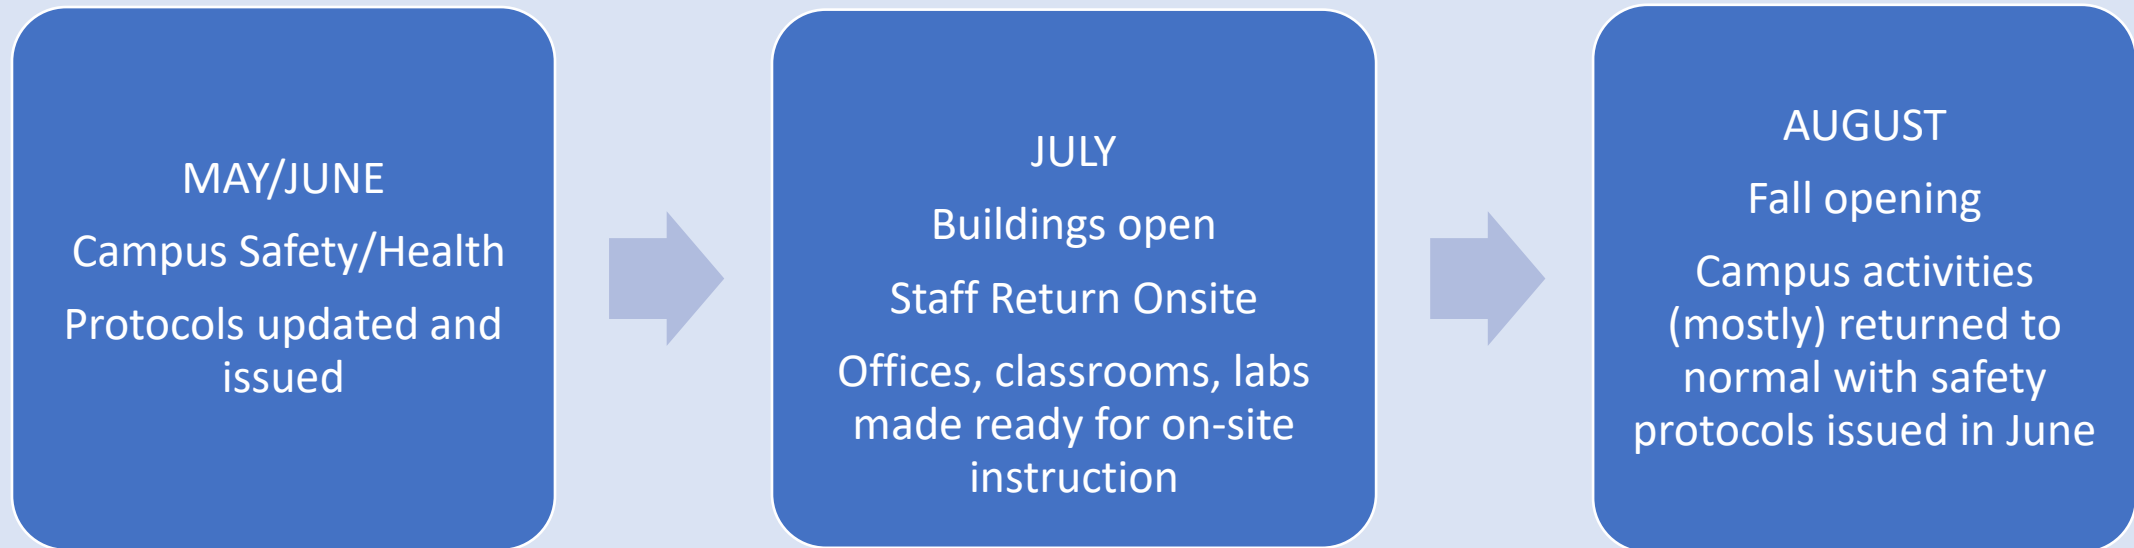 MAY/JUNE
Campus Safety/Health
Protocols updated and
issued
JULY
Buildings open
Staff Return Onsite
Offices, classrooms, labs
made ready for on-site
instruction
AUGUST
Fall opening
Campus activities
(mostly) returned to
normal with safety
protocols issued in June